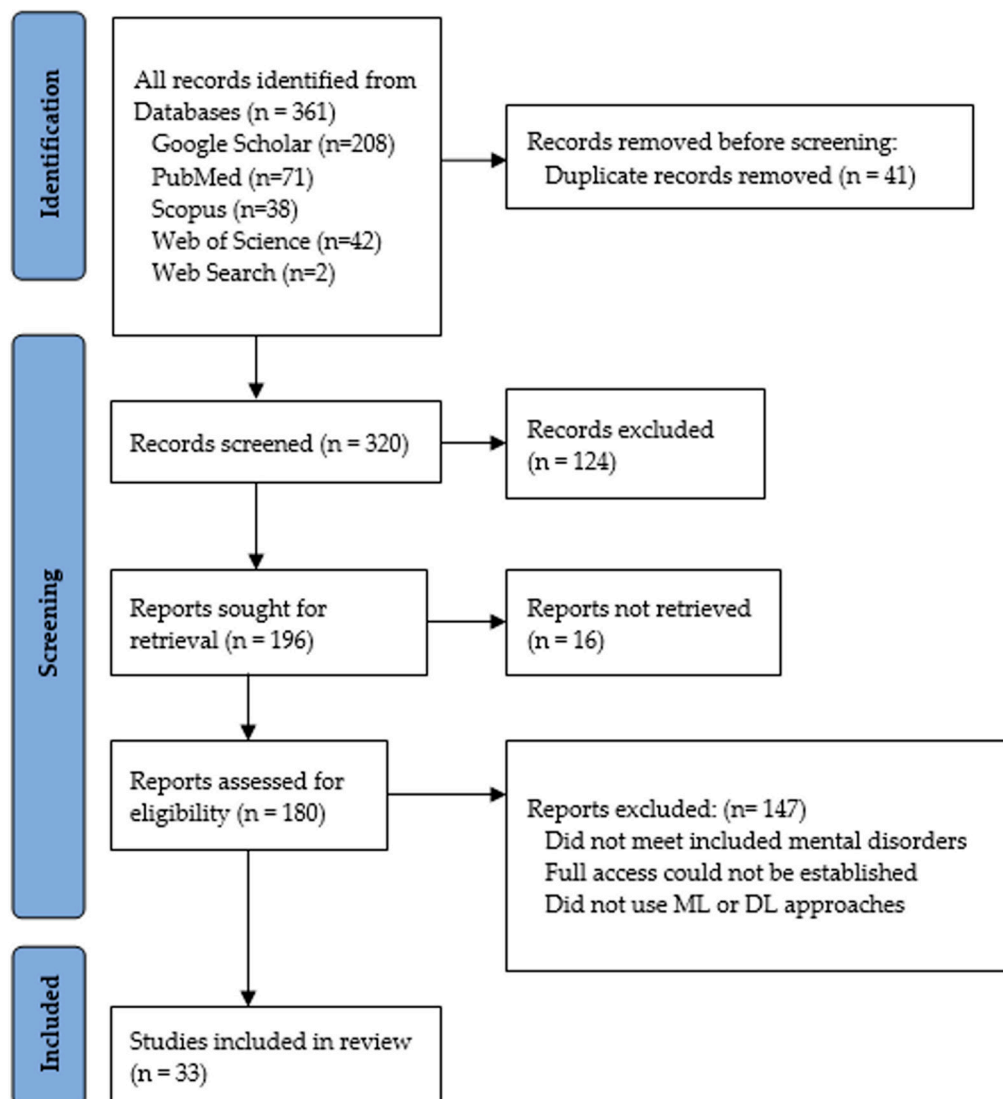 Identification
All records identified from
Databases (n = 361)
Google Scholar (n=208)
PubMed (n=71)
Scopus (n=38)
Web of Science (n=42)
Web Search (n=2)
Records removed before screening:
Duplicate records removed (n = 41)
Screening
Records screened (n = 320)
Records excluded
(n = 124)
Reports sought for
retrieval (n = 196)
Reports not retrieved
(n = 16)
Reports assessed for
eligibility (n = 180)
Reports excluded: (n= 147)
Did not meet included mental disorders
Full access could not be established
Did not use ML or DL approaches
Included
Studies included in review
(n = 33)